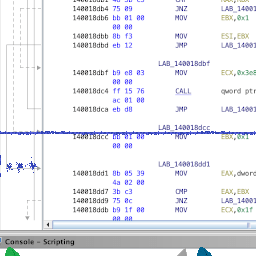 140018db4 75 09 JNZ LAB_14001
140018db6 bb 01 00 MOV EBX,0x1
00 00
140018dbb 8b f3 MOV ESI,EBX
140018dbd eb 12 JMP LAB_14001
LAB_140018dbf
140018dbf b9 e8 03 MOV ECX,0x3e8
00 00
140018dc4 ff 15 76 CALL qword ptr
ac 01 00
140018dca eb d8 JMP LAB_14001
LAB_140018dcc
140018dcc bb 01 00 MOV EBX,0x1
00 00
LAB_140018dd1
140018dd1 8b 05 39 MOV EAX,dword
4a 02 00
140018dd7 3b c3 CMP EAX,EBX
140018dd9 75 0c JNZ LAB_14001
140018ddb b9 1f 00 MOV ECX,0x1f
00 00
Console - Scripting